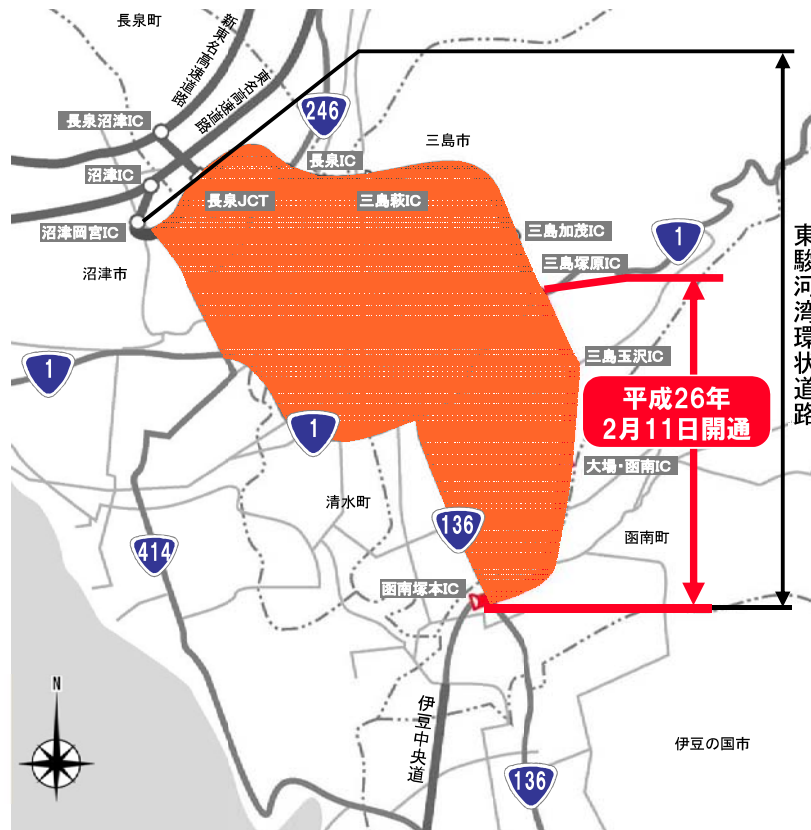 長泉町
新東名高速道路
東名高速道路
246
長泉沼津IC
三島市
長泉IC
沼津IC
長泉JCT
三島萩IC
沼津岡宮IC
三島加茂IC
1
三島塚原IC
沼津市
東駿河湾環状道路
三島玉沢IC
1
平成26年
2月11日開通
1
大場・函南IC
清水町
136
函南町
414
函南塚本IC
N
伊豆中央道
伊豆の国市
136